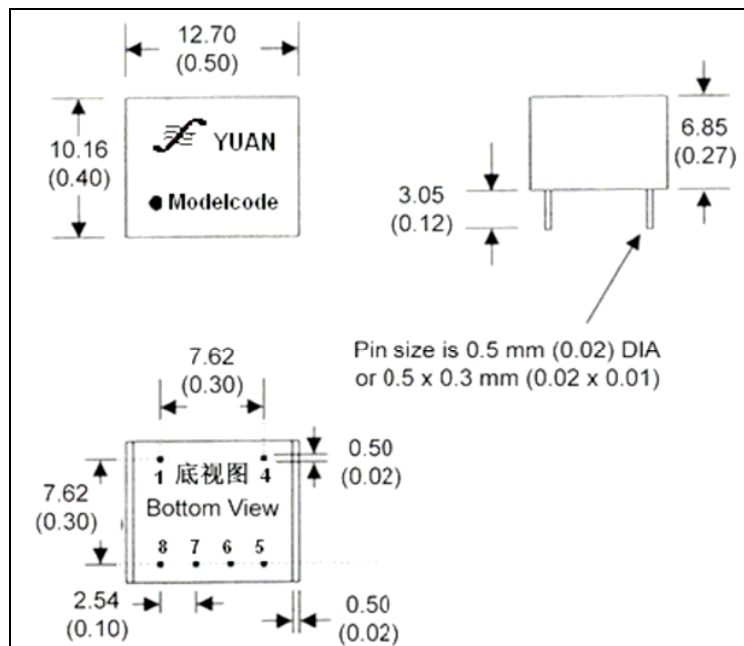 12.70
(0.50)
10.16
(0.40)
YUAN
Modelcode
6.85
(0.27)
3.05
(0.12)
Pin size is 0.5 mm (0.02) DIA
or 0.5 x 0.3 mm (0.02 x 0.01)
7.62
(0.30)
0.50
(0.02)
1 底视图 4
7.62
(0.30)
Bottom View
8 7 6 5
2.54
(0.10)
0.50
(0.02)